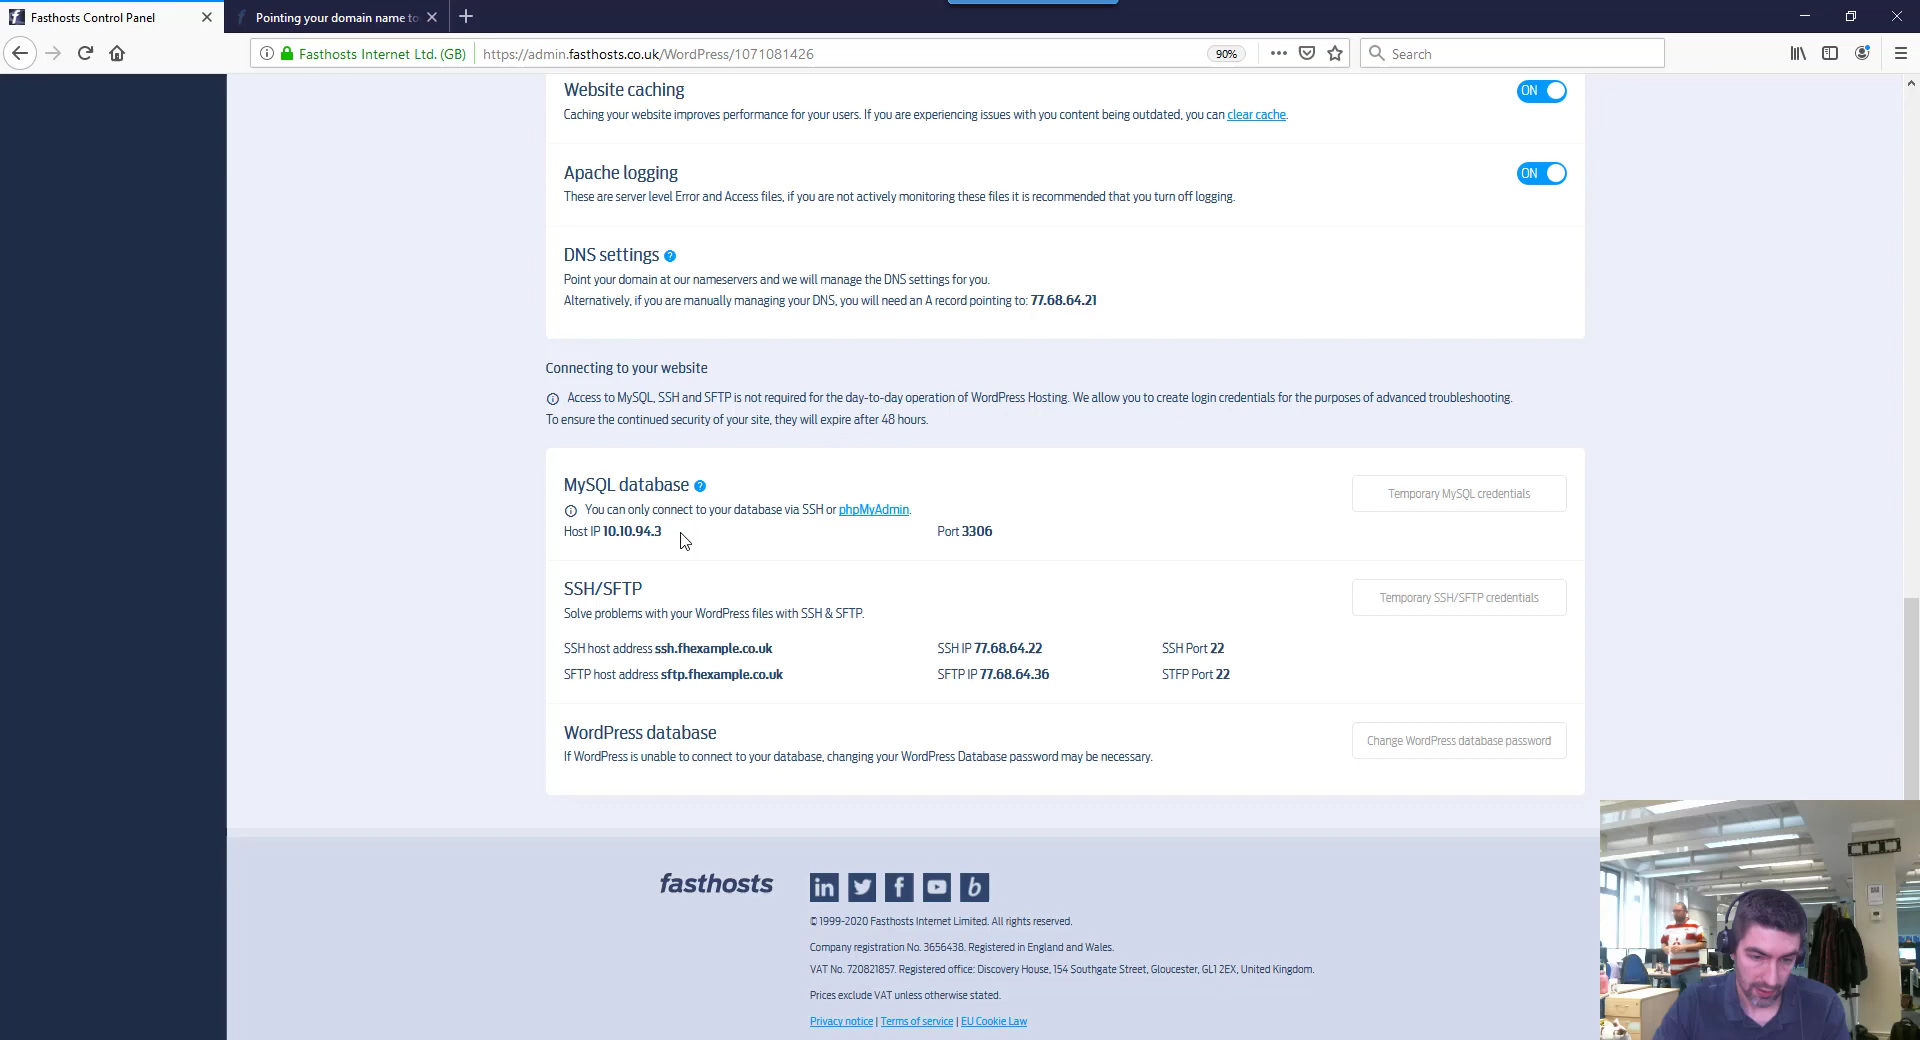 Fasthosts Control Panel
Pointing your domain name to
Fasthosts Internet Ltd. (GB)
https://admin.fasthosts.co.uk/WordPress/1071081426
90%
Search
Website caching
ON
Caching your website improves performance for your users. If you are experiencing issues with you content being outdated, you can clear cache.
Apache logging
ON
These are server level Error and Access files, if you are not actively monitoring these files it is recommended that you turn off logging.
DNS settings ?
Point your domain at our nameservers and we will manage the DNS settings for you.
Alternatively, if you are manually managing your DNS, you will need an A record pointing to: 77.68.64.21
Connecting to your website
Access to MySQL, SSH and SFTP is not required for the day-to-day operation of WordPress Hosting. We allow you to create login credentials for the purposes of advanced troubleshooting.
To ensure the continued security of your site, they will expire after 48 hours.
MySQL database ?
Temporary MySQL credentials
You can only connect to your database via SSH or phpMyAdmin.
Host IP 10.10.94.3
Port 3306
SSH/SFTP
Temporary SSH/SFTP credentials
Solve problems with your WordPress files with SSH & SFTP.
SSH host address ssh.fhexample.co.uk
SSH IP 77.68.64.22
SSH Port 22
SFTP host address sftp.fhexample.co.uk
SFTP IP 77.68.64.36
STFP Port 22
WordPress database
Change WordPress database password
If WordPress is unable to connect to your database, changing your WordPress Database password may be necessary.
fasthosts
in
f
b
© 1999-2020 Fasthosts Internet Limited. All rights reserved.
Company registration No. 3656438. Registered in England and Wales.
VAT No. 720821857. Registered office: Discovery House, 154 Southgate Street, Gloucester, GL1 2EX, United Kingdom.
Prices exclude VAT unless otherwise stated.
Privacy notice | Terms of service | EU Cookie Law